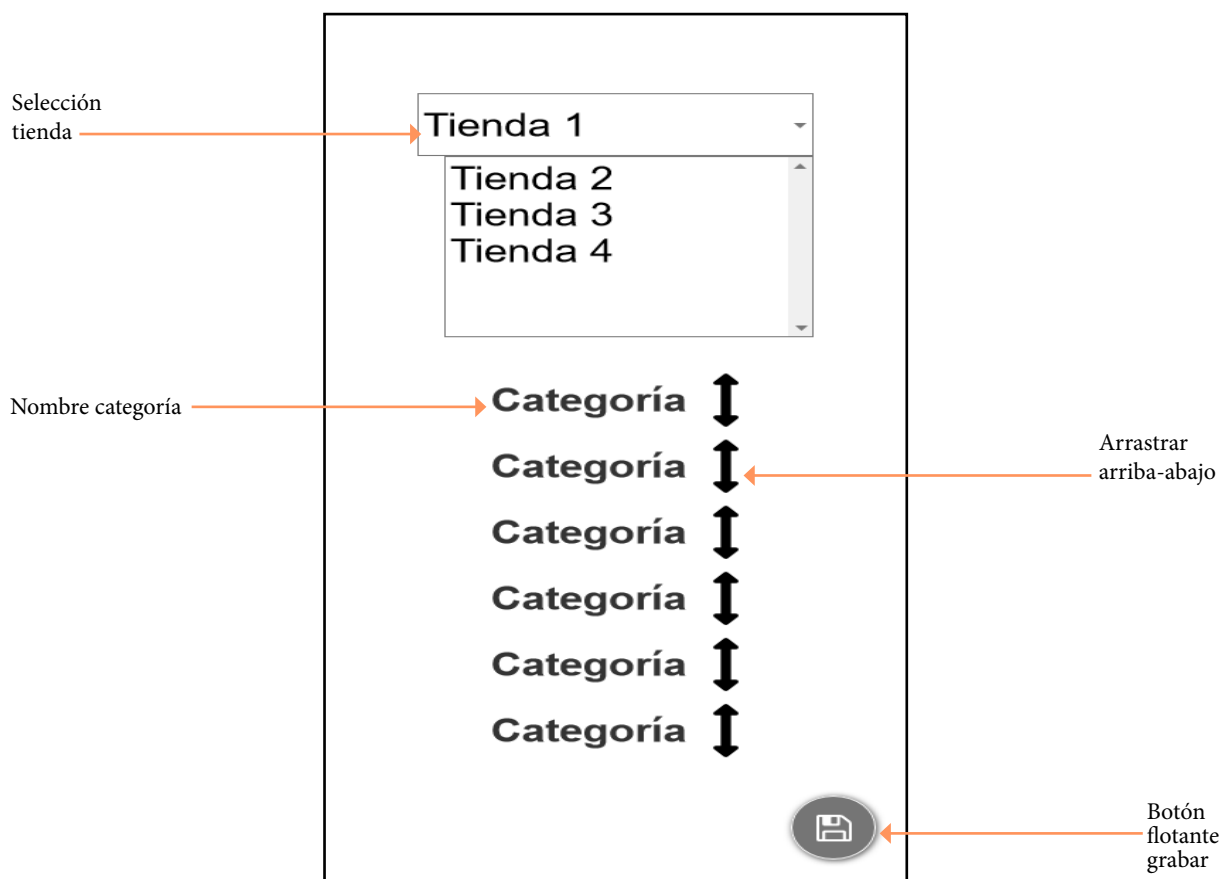 Selección
tienda
Tienda 1
Tienda 2
Tienda 3
Tienda 4
Nombre categoría
Categoría
Categoría
Arrastrar
arriba-abajo
Categoría
Categoría
Categoría
Categoría
Botón
flotante
grabar